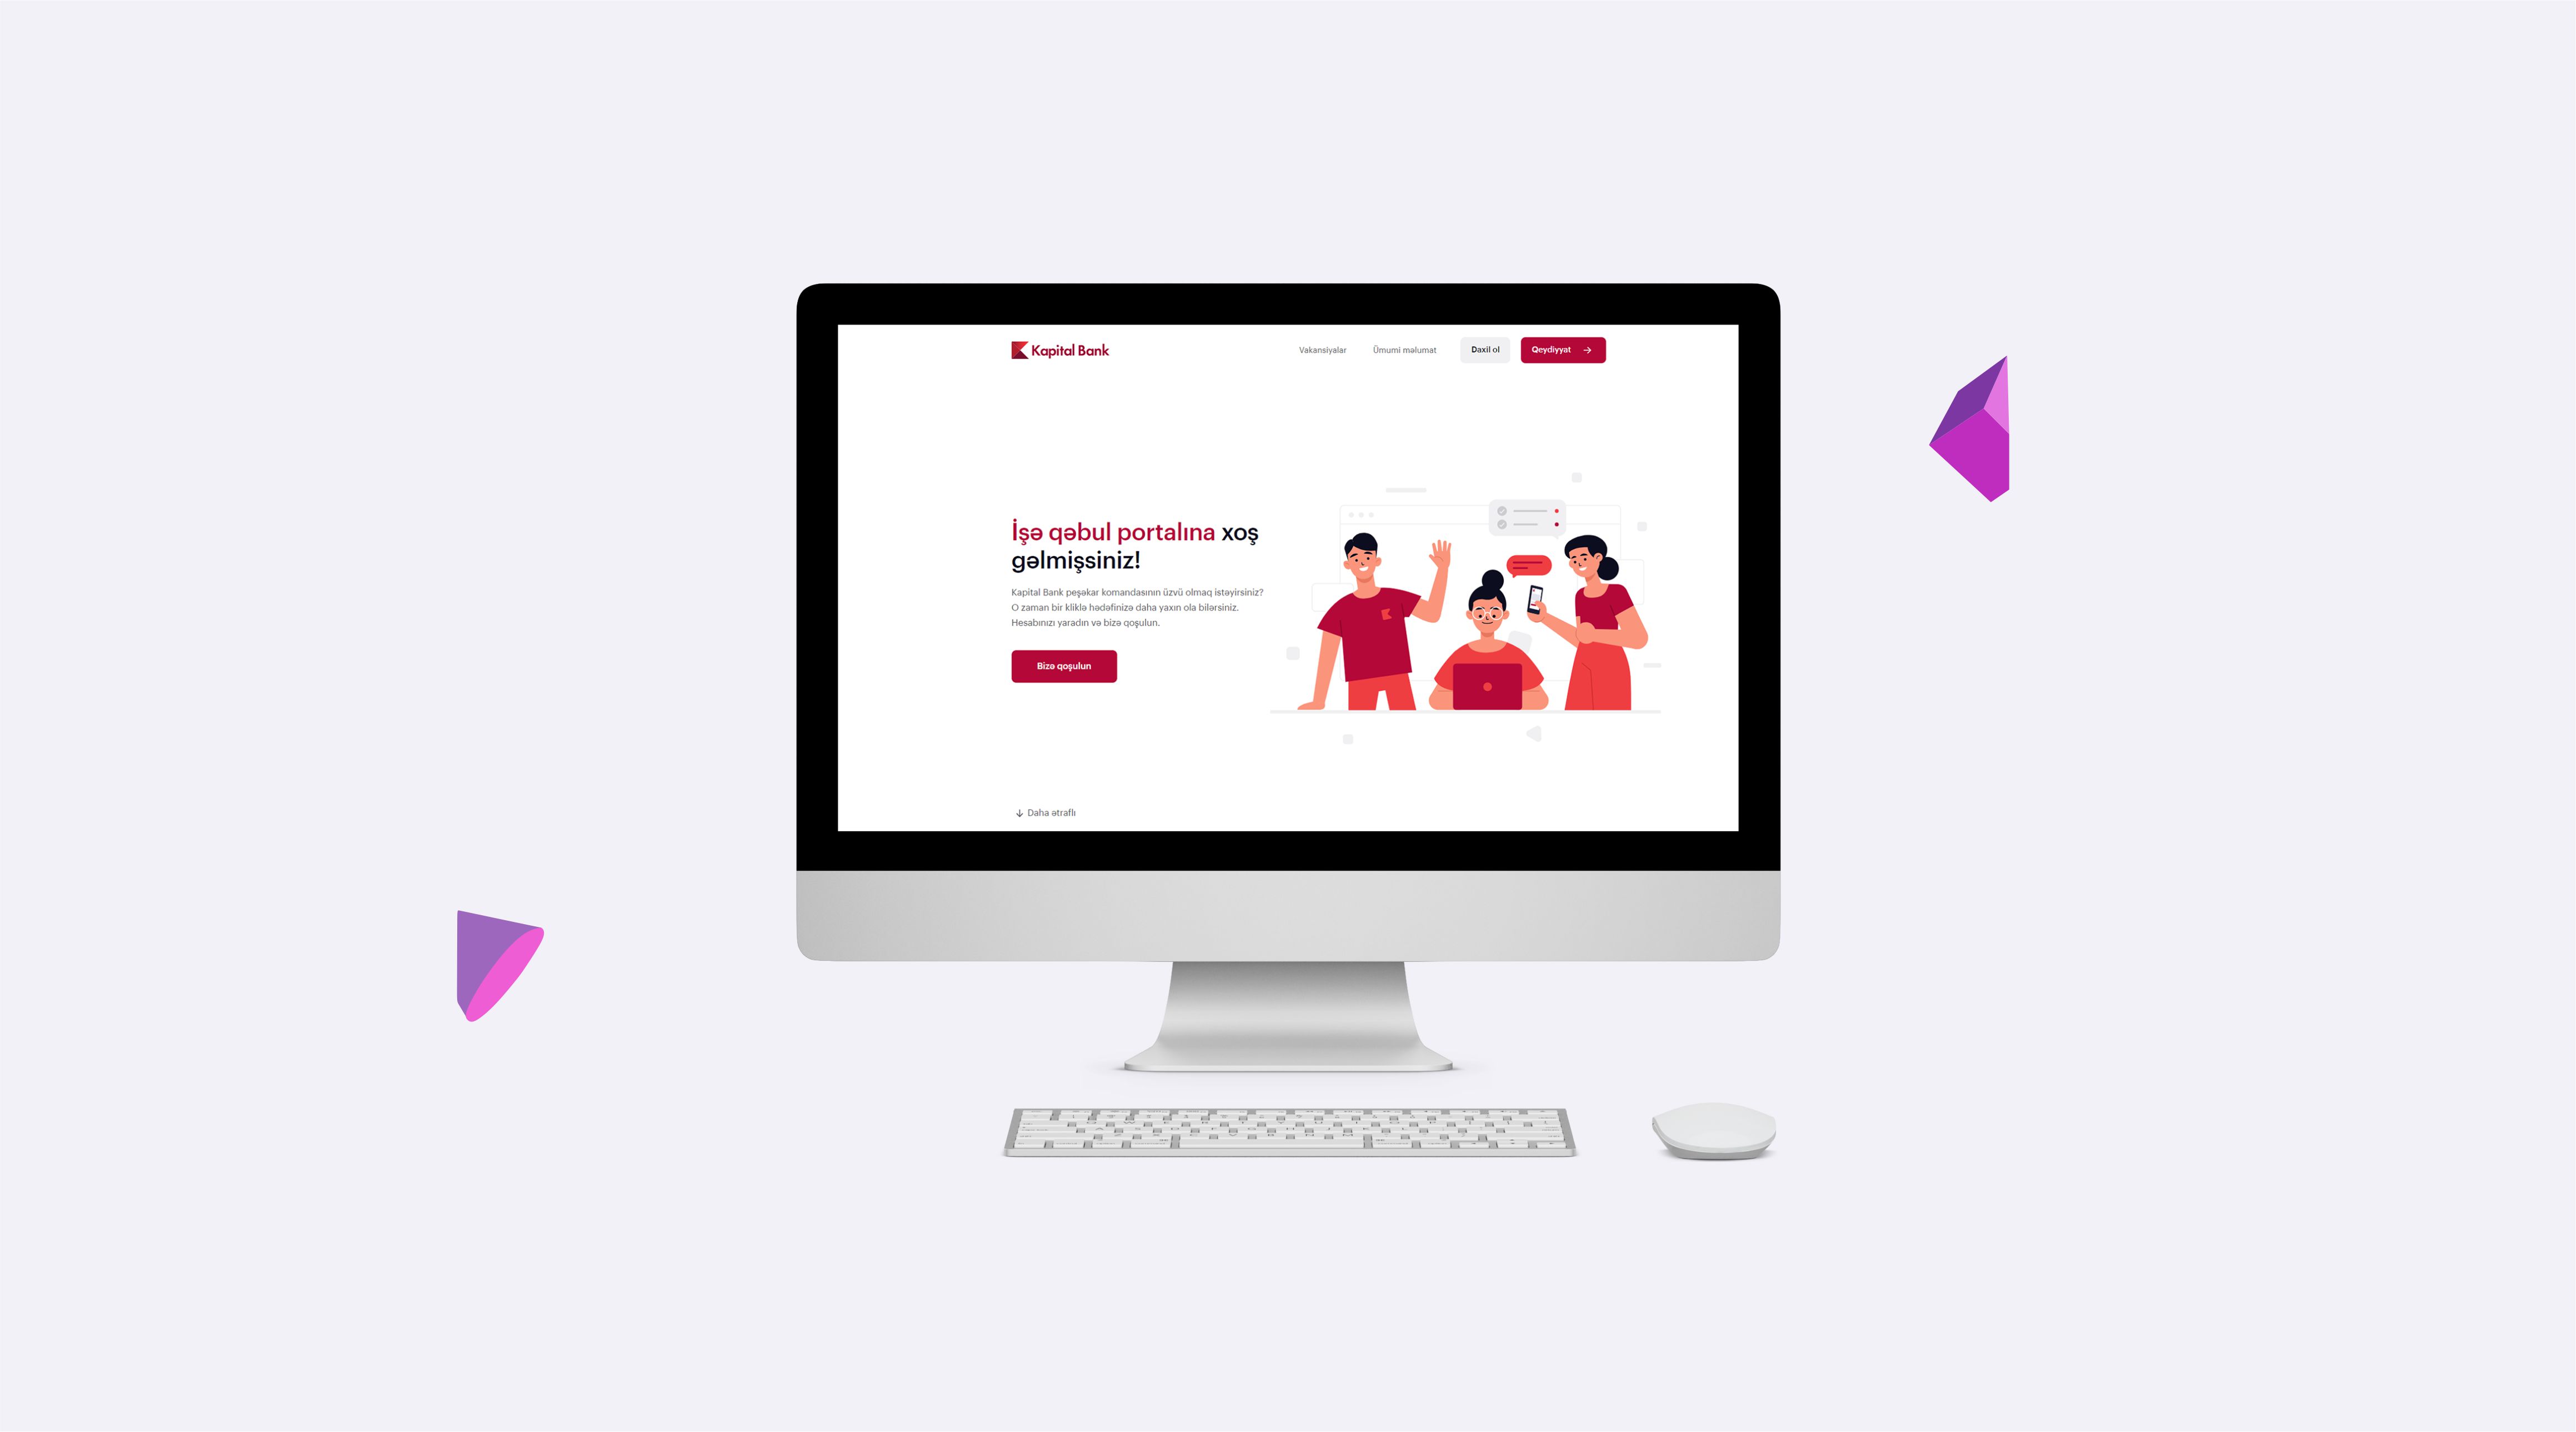 Kapital Bank
Vakansiyalar
Ümumi məlumat
Daxil ol
Qeydiyyat
İşə qəbul portalına xoş
gəlmişsiniz!
Kapital Bank peşəkar komandasının üzvü olmaq istəyirsiniz?
O zaman bir kliklə hədəfinizə daha yaxın ola bilərsiniz.
Hesabınızı yaradın və bizə qoşulun.
Bizə qoşulun
Daha ətraflı